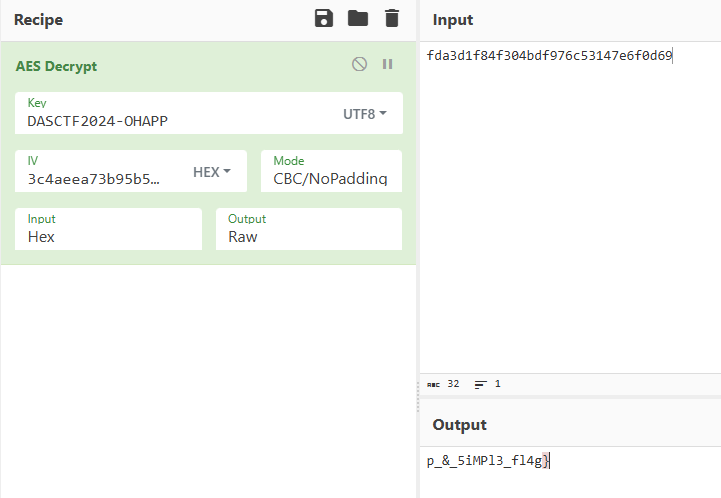 Recipe
AES Decrypt
Key
DASCTF2024-OHAPP
UTF8
IV
3c4aeea73b95b5…
HEX
Mode
CBC/NoPadding
Input
Hex
Output
Raw
Input
fda3d1f84f304bdf976c53147e6f0d69
ABC 32 1
Output
p_&_5iMPl3_fl4g}